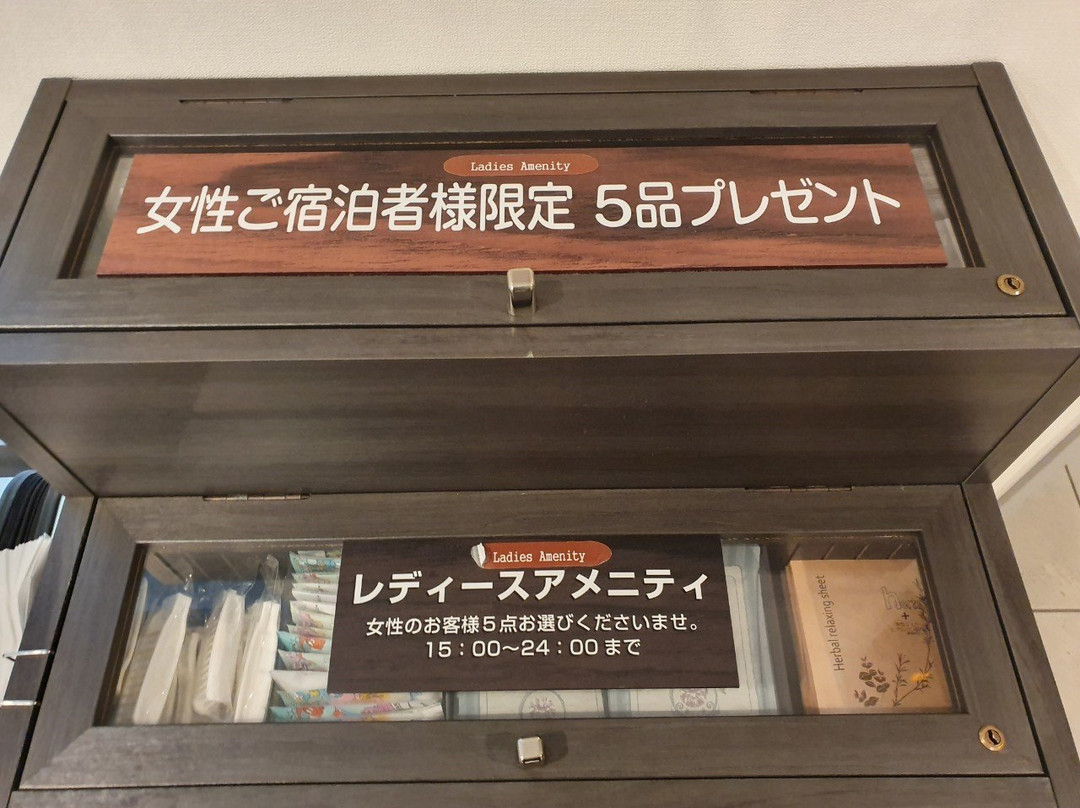 Ladies Amenity
女性ご宿泊者様限定 5品プレゼント
Ladies Amenity
レディースアメニティ
女性のお客様5点お選びくださいませ。
15：00～24：00まで
Herbal relaxing sheet